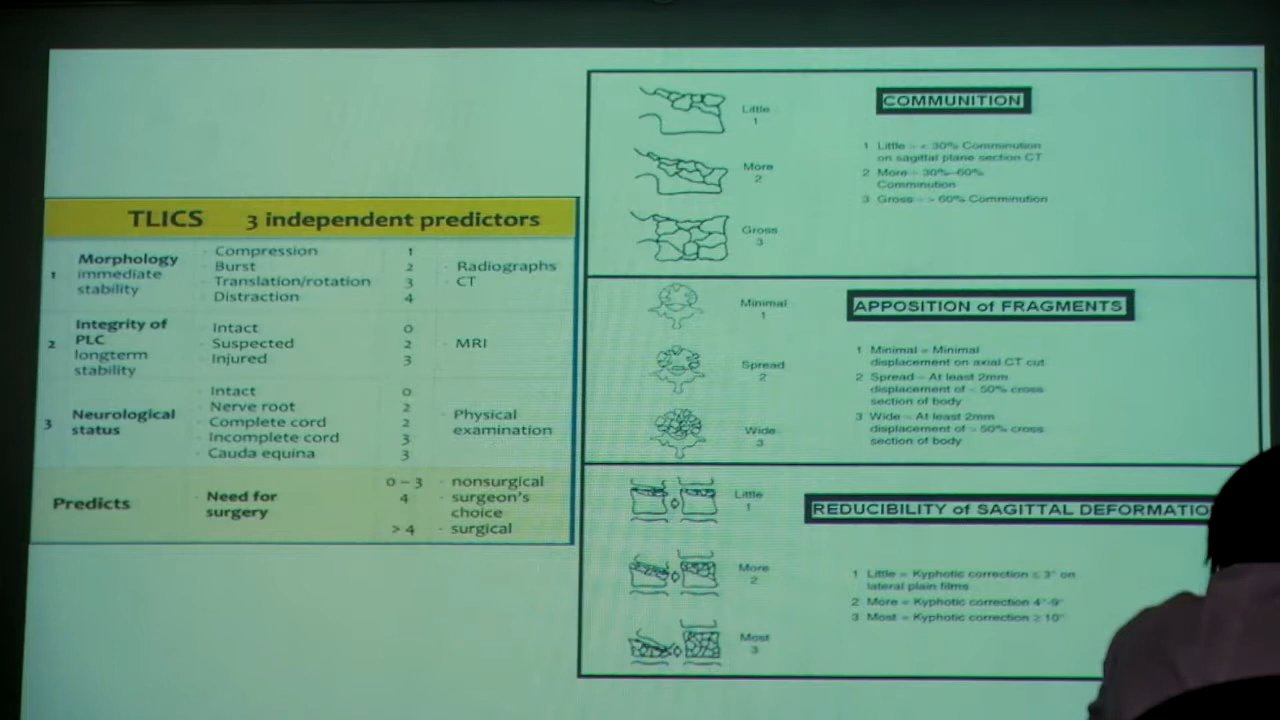 TLICS 3 independent predictors
1 Morphology immediate stability
Compression 1
Burst 2
Translation/rotation 3
Distraction 4
Radiographs
CT
2 Integrity of PLC longterm stability
Intact 0
Suspected 2
Injured 3
MRI
3 Neurological status
Intact 0
Nerve root 2
Complete cord 2
Incomplete cord 3
Cauda equina 3
Physical examination
Predicts
Need for surgery
0 – 3 nonsurgical
4 surgeon's choice
> 4 surgical
COMMUNITION
Little
1
More
2
Gross
3
1 Little = < 30% Comminution
on sagittal plane section CT
2 More = 30%–60%
Comminution
3 Gross = > 60% Comminution
APPOSITION of FRAGMENTS
Minimal
1
Spread
2
Wide
3
1 Minimal = Minimal
displacement on axial CT cut
2 Spread = At least 2mm
displacement of < 50% cross
section of body
3 Wide = At least 2mm
displacement of > 50% cross
section of body
REDUCIBILITY of SAGITTAL DEFORMATIO
Little
1
More
2
Most
3
1 Little = Kyphotic correction ≤ 3° on
lateral plain films
2 More = Kyphotic correction 4°-9°
3 Most = Kyphotic correction ≥ 10°